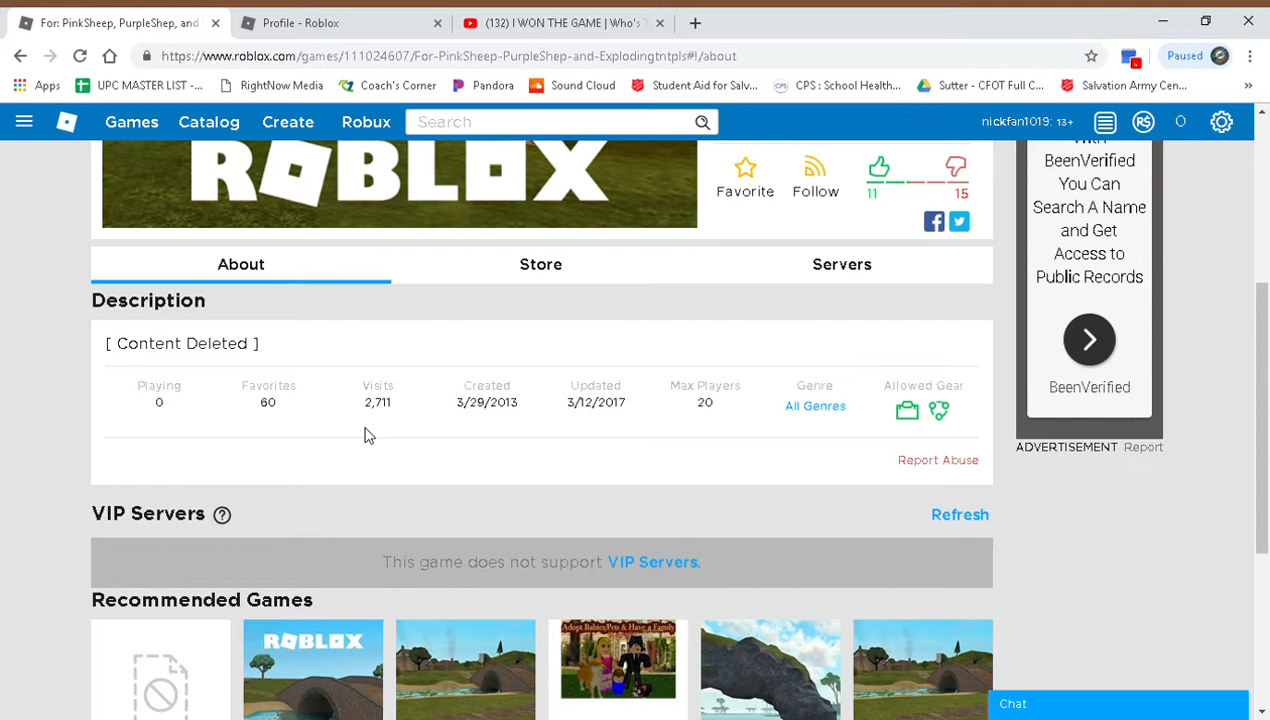 For: PinkSheep, PurpleShep, and
Profile - Roblox
(132) I WON THE GAME | Who's T
https://www.roblox.com/games/111024607/For-PinkSheep-PurpleShep-and-Explodingtntpls#!/about
Paused
Apps
UPC MASTER LIST -...
RightNow Media
Coach's Corner
Pandora
Sound Cloud
Student Aid for Salv...
CPS : School Health...
Sutter - CFOT Full C...
Salvation Army Cen...
Games
Catalog
Create
Robux
Search
nickfan1019: 13+
R$
0
ROBLOX
Favorite
Follow
11
15
With
BeenVerified
You Can
Search A Name
and Get
Access to
Public Records
BeenVerified
ADVERTISEMENT Report
About
Store
Servers
Description
[ Content Deleted ]
Playing
0
Favorites
60
Visits
2,711
Created
3/29/2013
Updated
3/12/2017
Max Players
20
Genre
All Genres
Allowed Gear
Report Abuse
VIP Servers
Refresh
This game does not support VIP Servers.
Recommended Games
ROBLOX
Adopt Babies/Pets & Have a Family
Chat